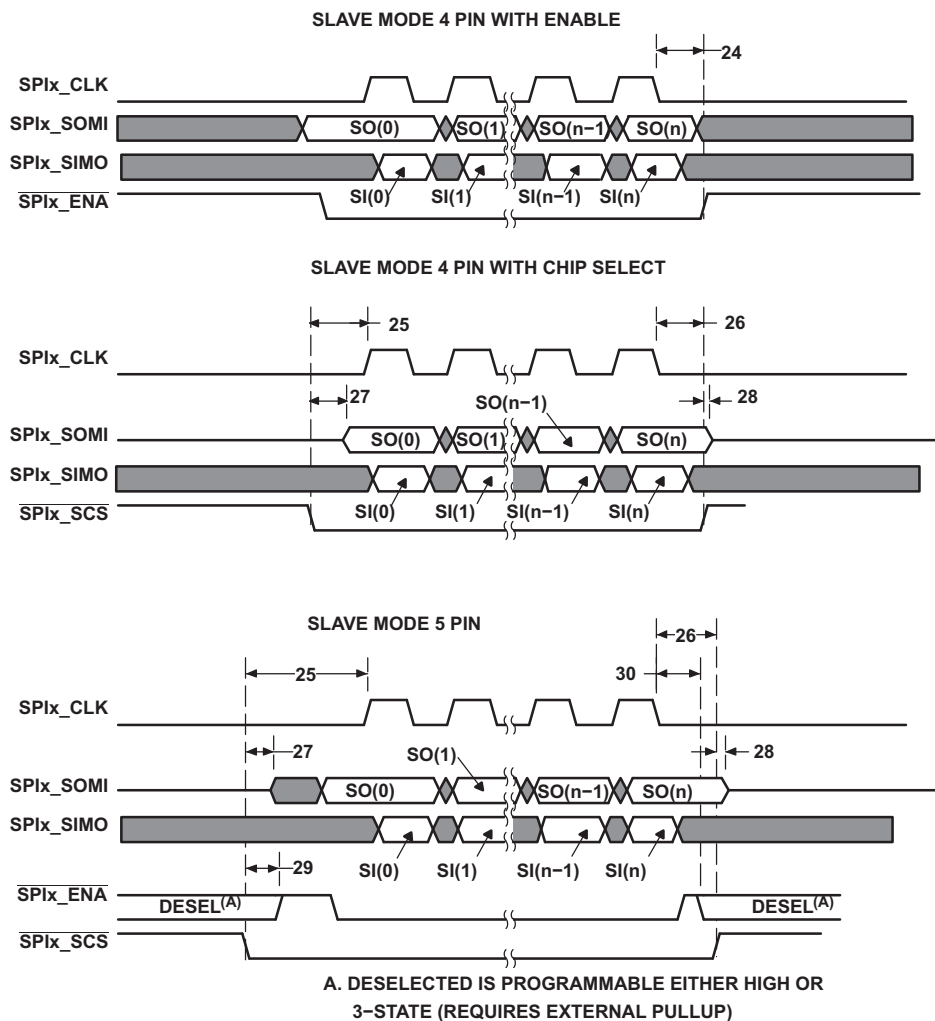 SLAVE MODE 4 PIN WITH ENABLE
24
SPIx_CLK
SPIx_SOMI
SO(0) SO(1) SO(n−1) SO(n)
SPIx_SIMO
SI(0) SI(1) SI(n−1) SI(n)
SPIx_ENA
SLAVE MODE 4 PIN WITH CHIP SELECT
25 26
SPIx_CLK
27 SO(n−1) 28
SPIx_SOMI
SO(0) SO(1) SO(n)
SPIx_SIMO
SI(0) SI(1) SI(n−1) SI(n)
SPIx_SCS
SLAVE MODE 5 PIN
26
25 30
SPIx_CLK
27 SO(1) 28
SPIx_SOMI
SO(0) SO(n−1) SO(n)
SPIx_SIMO
29 SI(0) SI(1) SI(n−1) SI(n)
SPIx_ENA
DESEL(A) DESEL(A)
SPIx_SCS
A. DESELECTED IS PROGRAMMABLE EITHER HIGH OR
3−STATE (REQUIRES EXTERNAL PULLUP)